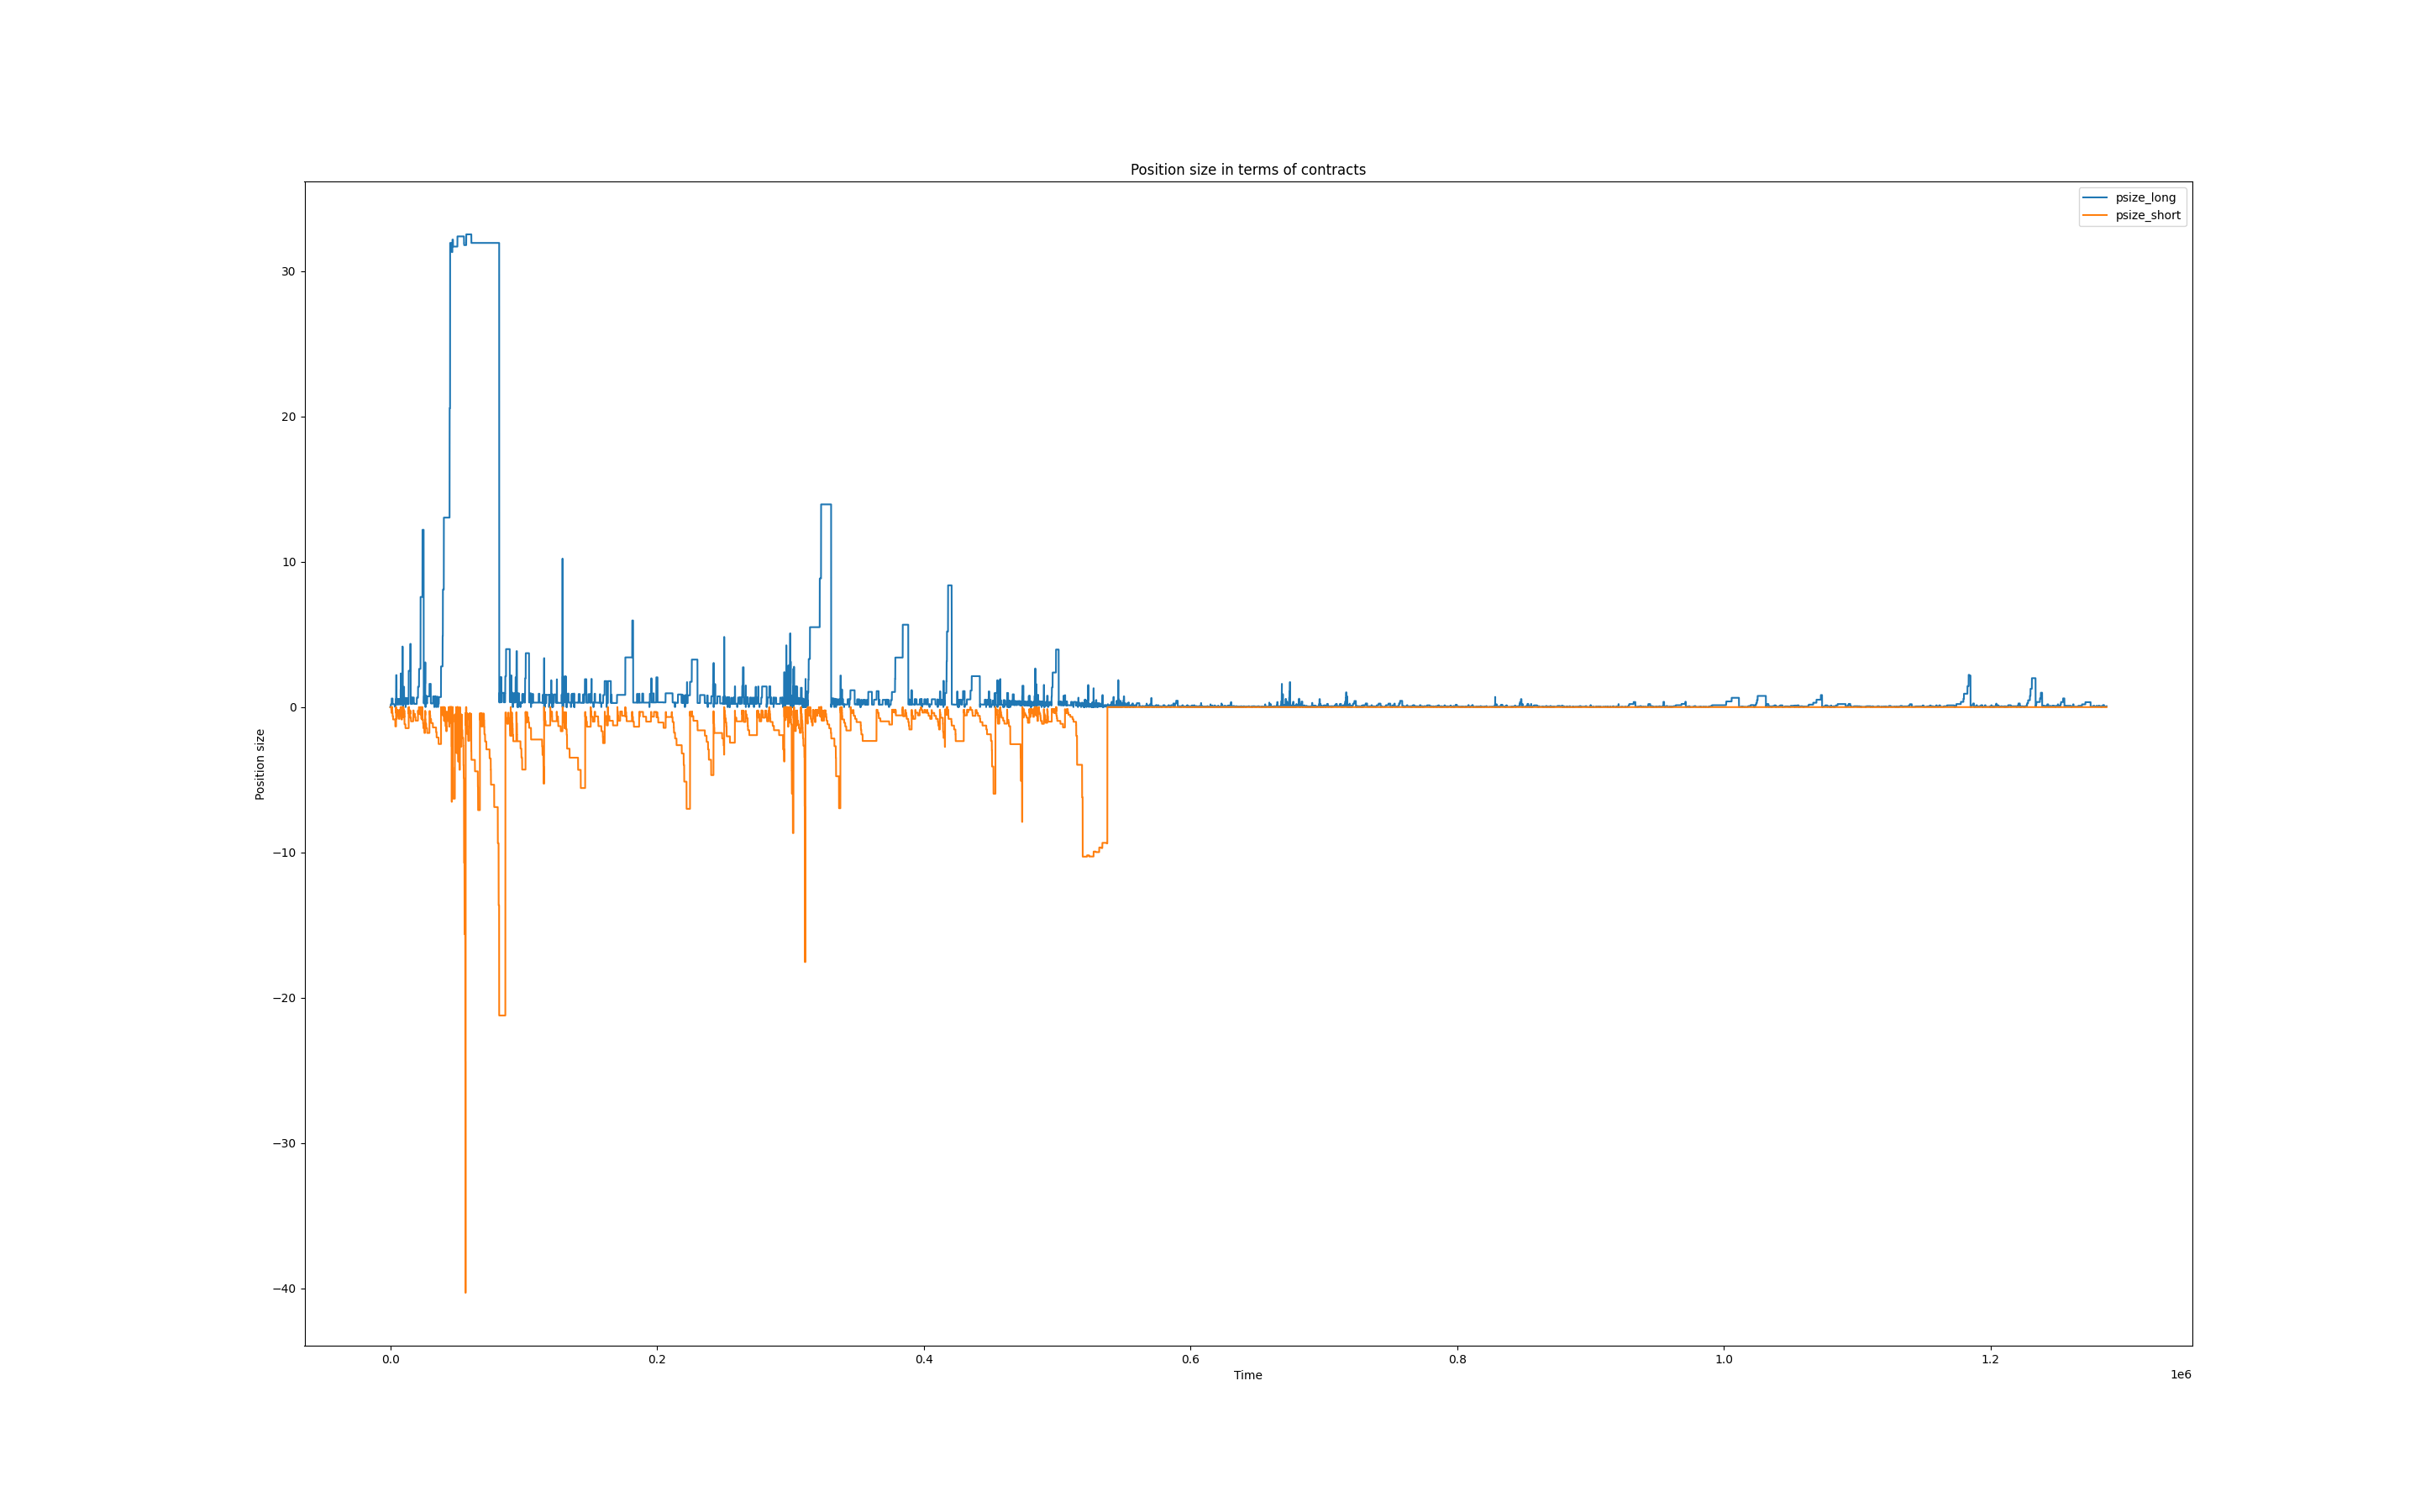 Position size in terms of contracts
psize_long
psize_short
30
20
10
0
−10
−20
−30
−40
Position size
0.0
0.2
0.4
0.6
0.8
1.0
1.2
Time
1e6